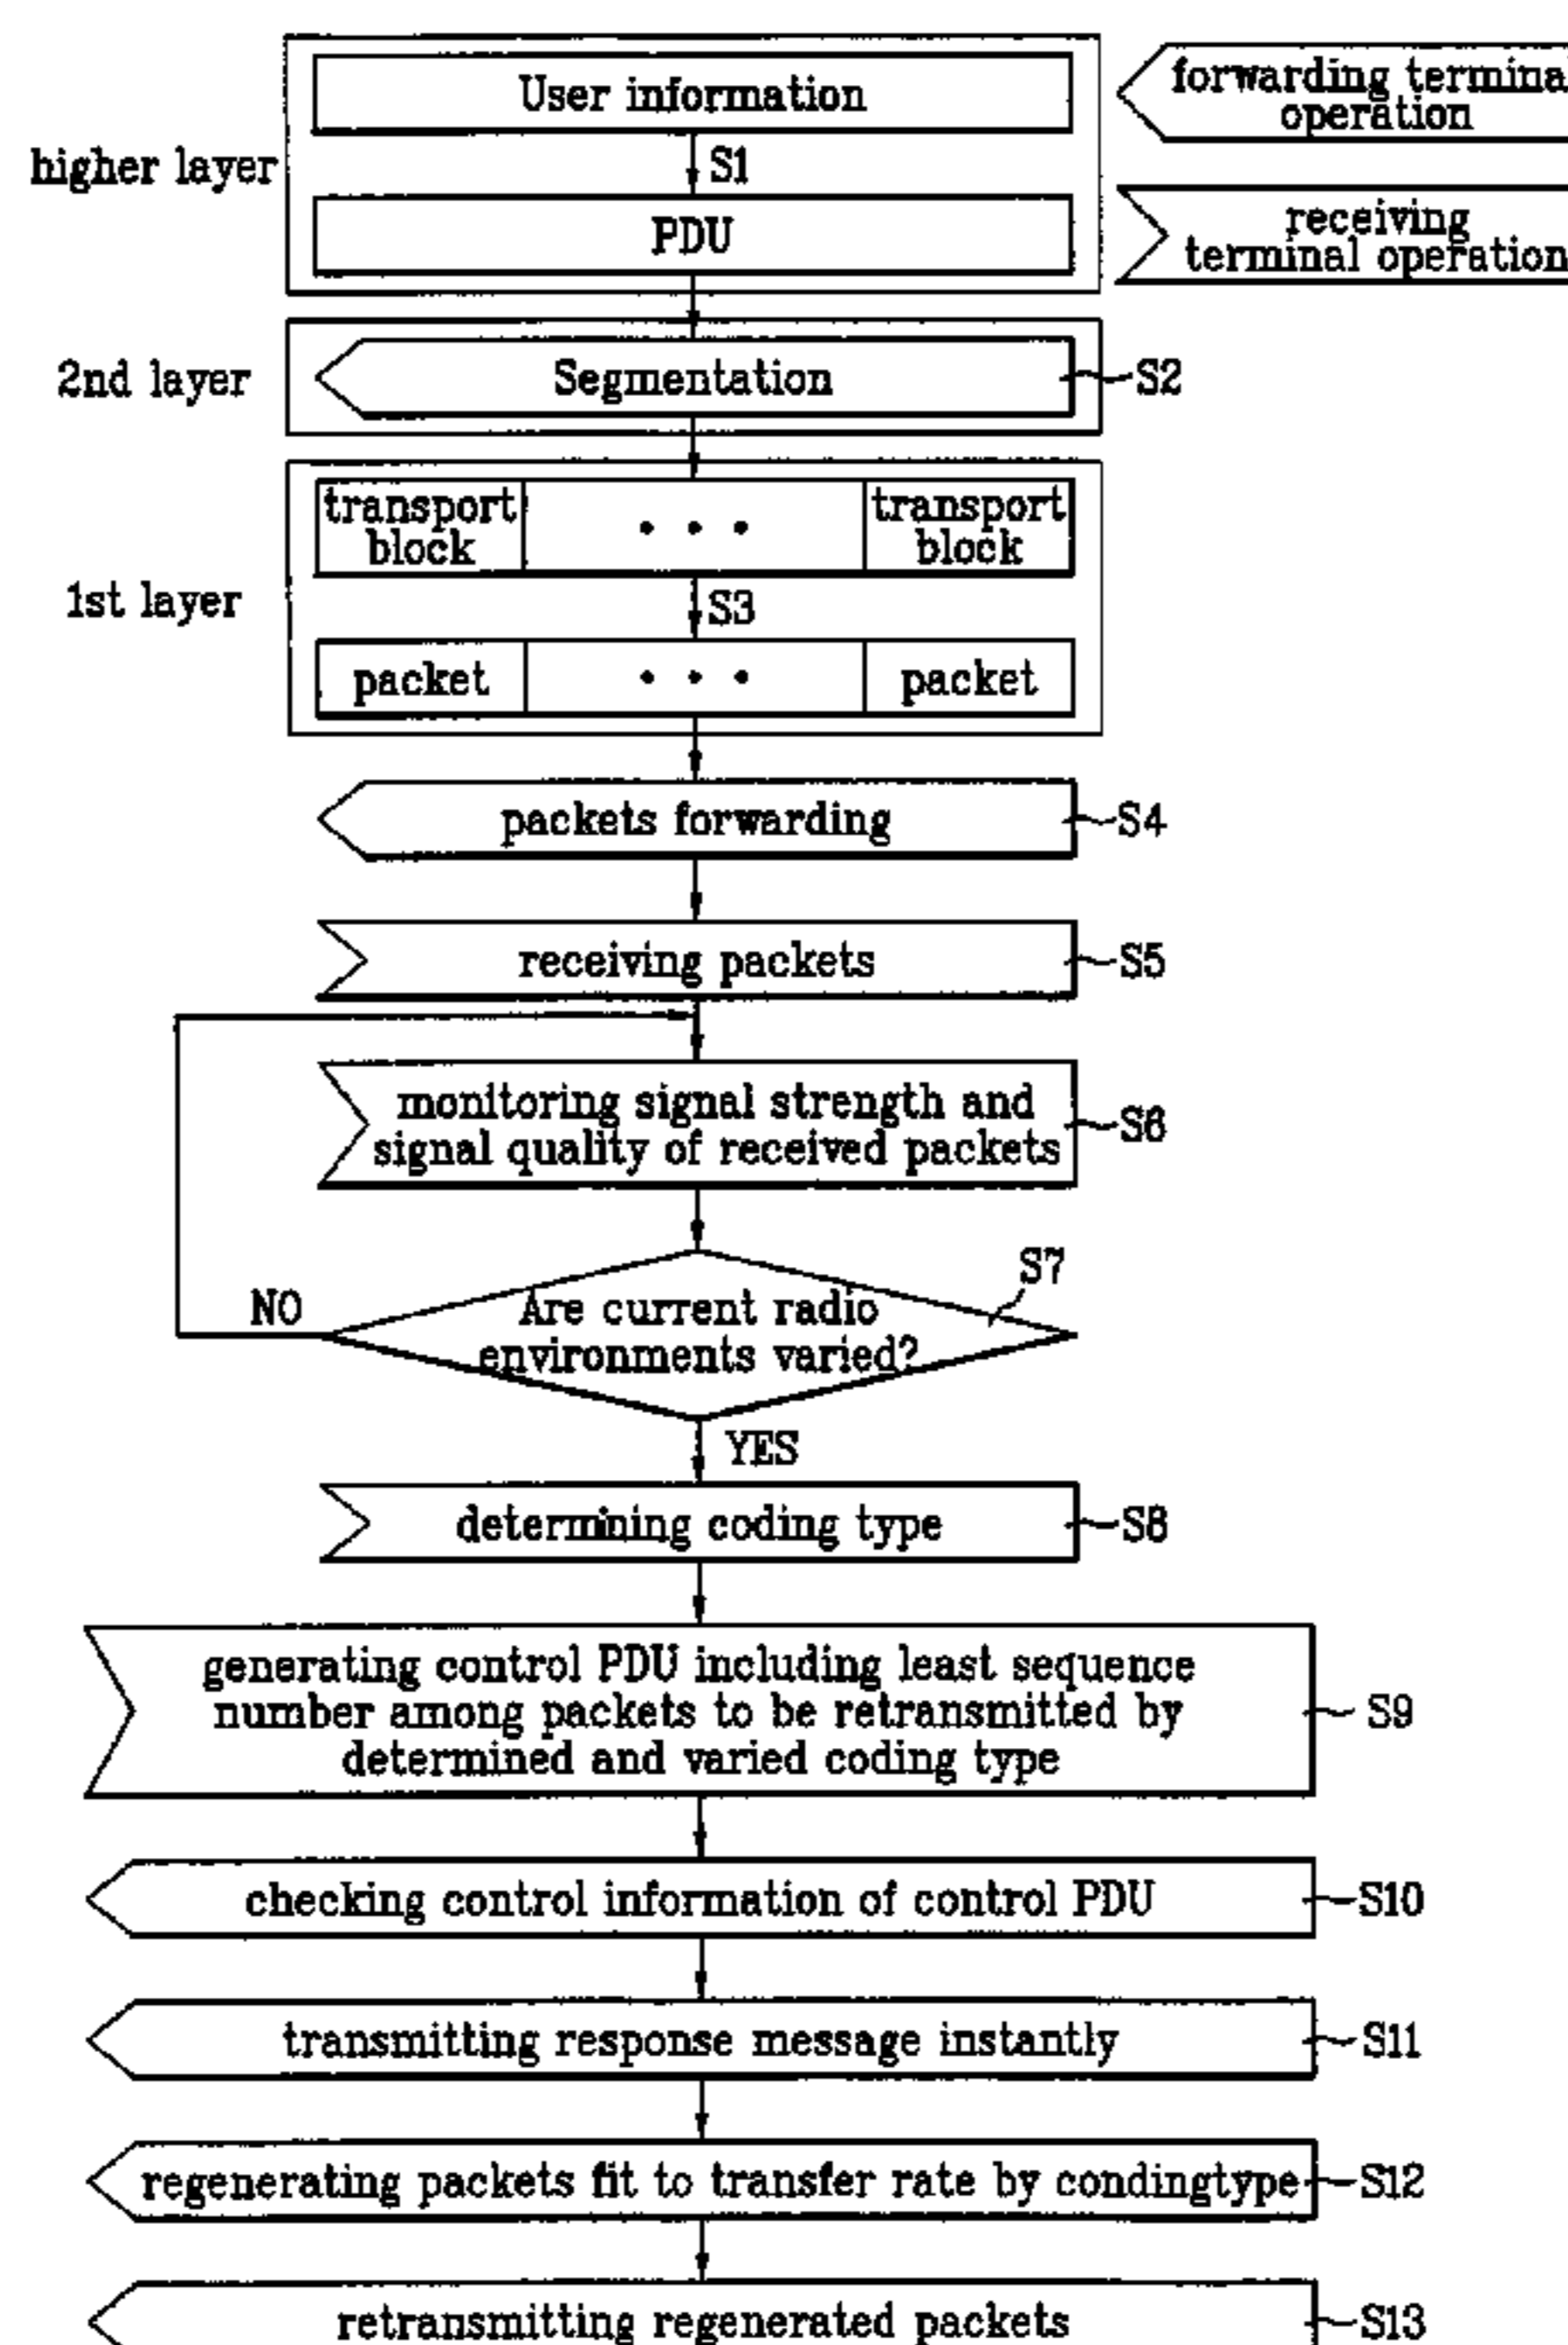 User information
forwarding terminal
operation
higher layer
S1
PDU
receiving
terminal operation
2nd layer
Segmentation
S2
transport
block
• • •
transport
block
1st layer
S3
packet
• • •
packet
packets forwarding
S4
receiving packets
S5
monitoring signal strength and
signal quality of received packets
S6
S7
NO
Are current radio
environments varied?
YES
determining coding type
S8
generating control PDU including least sequence
number among packets to be retransmitted by
determined and varied coding type
S9
checking control information of control PDU
S10
transmitting response message instantly
S11
regenerating packets fit to transfer rate by condingtype
S12
retransmitting regenerated packets
S13